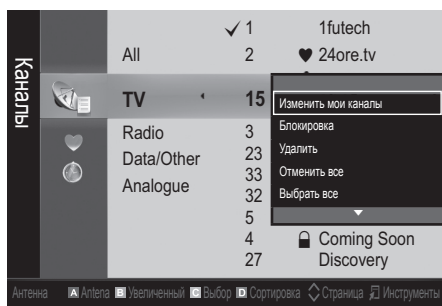 Каналы
✓ 1 1futech
All 2 ♥ 24ore.tv
TV 15
Radio 3
Data/Other 23
33
Analogue 32
5
4 Coming Soon
27 Discovery
Изменить мои каналы
Блокировка
Удалить
Отменить все
Выбрать все
Антенна A Antena B Увеличенный C Выбор D Сортировка Страница Инструменты